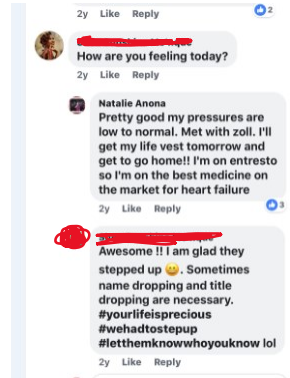 2y Like Reply
2
How are you feeling today?
2y Like Reply
Natalie Anona
Pretty good my pressures are
low to normal. Met with zoll. I'll
get my life vest tomorrow and
get to go home!! I'm on entresto
so I'm on the best medicine on
the market for heart failure
2y Like Reply
3
Awesome !! I am glad they
stepped up 😀. Sometimes
name dropping and title
dropping are necessary.
#yourlifeisprecious
#wehadtostepup
#letthemknowwhoyouknow lol
2y Like Reply